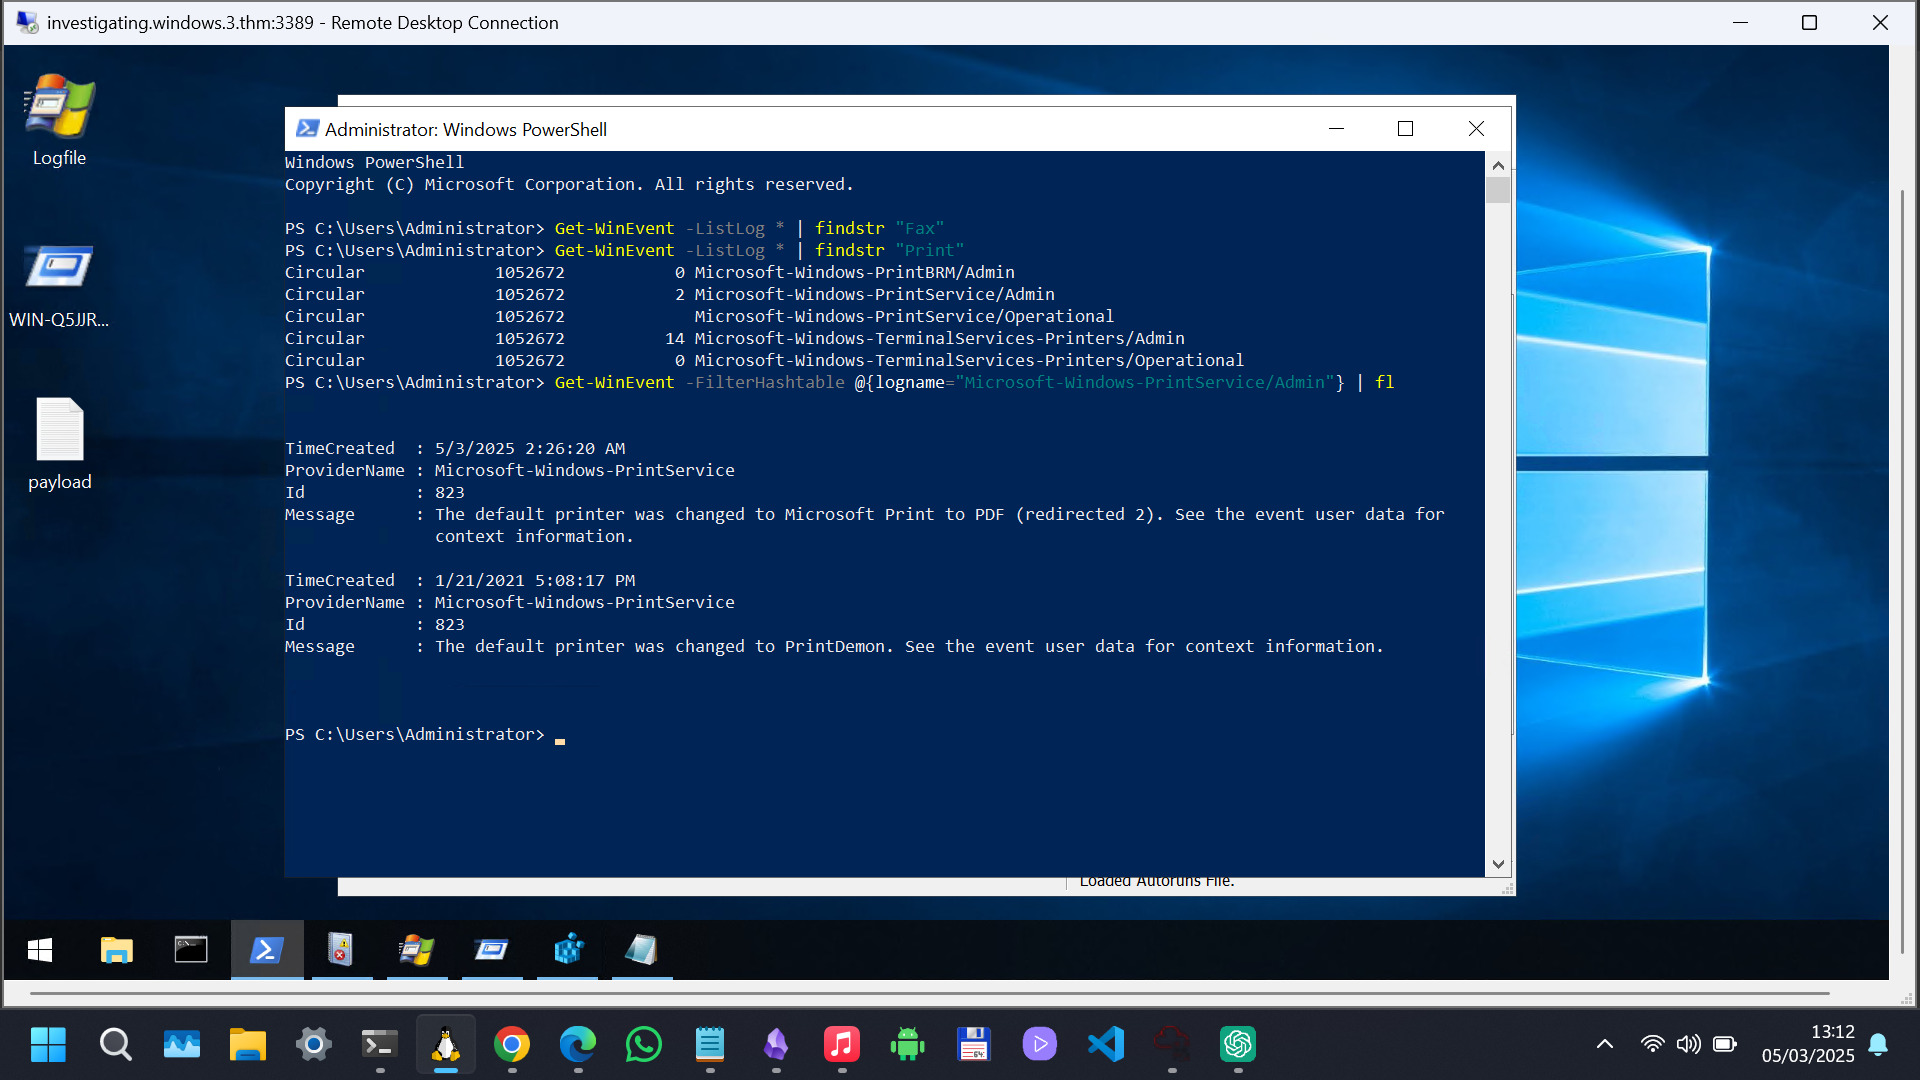 investigating.windows.3.thm:3389 - Remote Desktop Connection
Logfile
WIN-Q5JJR...
payload
Administrator: Windows PowerShell
Windows PowerShell
Copyright (C) Microsoft Corporation. All rights reserved.
PS C:\Users\Administrator> Get-WinEvent -ListLog * | findstr "Fax"
PS C:\Users\Administrator> Get-WinEvent -ListLog * | findstr "Print"
Circular             1052672           0 Microsoft-Windows-PrintBRM/Admin
Circular             1052672           2 Microsoft-Windows-PrintService/Admin
Circular             1052672             Microsoft-Windows-PrintService/Operational
Circular             1052672          14 Microsoft-Windows-TerminalServices-Printers/Admin
Circular             1052672           0 Microsoft-Windows-TerminalServices-Printers/Operational
PS C:\Users\Administrator> Get-WinEvent -FilterHashtable @{logname="Microsoft-Windows-PrintService/Admin"} | fl
TimeCreated  : 5/3/2025 2:26:20 AM
ProviderName : Microsoft-Windows-PrintService
Id           : 823
Message      : The default printer was changed to Microsoft Print to PDF (redirected 2). See the event user data for
               context information.
TimeCreated  : 1/21/2021 5:08:17 PM
ProviderName : Microsoft-Windows-PrintService
Id           : 823
Message      : The default printer was changed to PrintDemon. See the event user data for context information.
PS C:\Users\Administrator>
Loaded Autoruns File.
13:12
05/03/2025